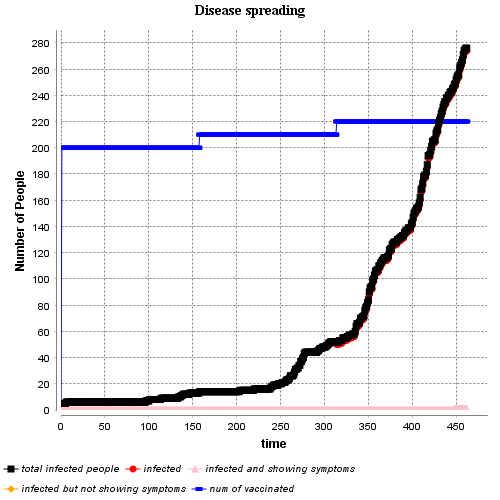 Disease spreading
Number of People
280
260
240
220
200
180
160
140
120
100
80
60
40
20
0
0 50 100 150 200 250 300 350 400 450
time
total infected people infected infected and showing symptoms
infected but not showing symptoms num of vaccinated